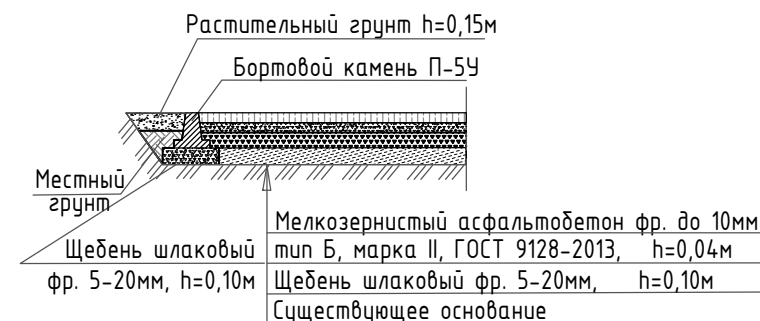 Растительный грунт h=0,15м
Бортовой камень П-5У
Местный
грунт
Щебень шлаковый
фр. 5-20мм, h=0,10м
Мелкозернистый асфальтобетон фр. до 10мм
тип Б, марка II, ГОСТ 9128-2013, h=0,04м
Щебень шлаковый фр. 5-20мм, h=0,10м
Существующее основание